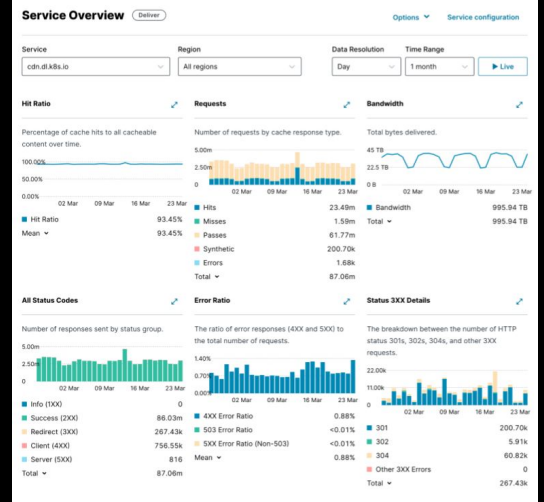 Service Overview Deliver
Options Service configuration
Service Region Data Resolution Time Range
cdn.dl.k8s.io All regions Day 1 month Live
Hit Ratio
Percentage of cache hits to all cacheable
content over time.
100.00%
50.00%
0.00%
02 Mar 09 Mar 16 Mar 23 Mar
Hit Ratio 93.45%
Mean 93.45%
Requests
Number of requests by cache response type.
5.00m
2.50m
0
02 Mar 09 Mar 16 Mar 23 Mar
Hits 23.49m
Misses 1.59m
Passes 61.77m
Synthetic 200.70k
Errors 1.68k
Total 87.06m
Bandwidth
Total bytes delivered.
45 TB
22.5 TB
0 B
02 Mar 09 Mar 16 Mar 23 Mar
Bandwidth 995.94 TB
Total 995.94 TB
All Status Codes
Number of responses sent by status group.
5.00m
2.50m
0
02 Mar 09 Mar 16 Mar 23 Mar
Info (1XX) 0
Success (2XX) 86.03m
Redirect (3XX) 267.43k
Client (4XX) 756.55k
Server (5XX) 816
Total 87.06m
Error Ratio
The ratio of error responses (4XX and 5XX) to
the total number of requests.
1.40%
0.70%
0.00%
02 Mar 09 Mar 16 Mar 23 Mar
4XX Error Ratio 0.88%
503 Error Ratio <0.01%
5XX Error Ratio (Non-503) <0.01%
Mean 0.88%
Status 3XX Details
The breakdown between the number of HTTP
status 301s, 302s, 304s, and other 3XX
requests.
22.00k
11.00k
0
02 Mar 09 Mar 16 Mar 23 Mar
301 200.70k
302 5.91k
304 60.82k
Other 3XX Errors 0
Total 267.43k